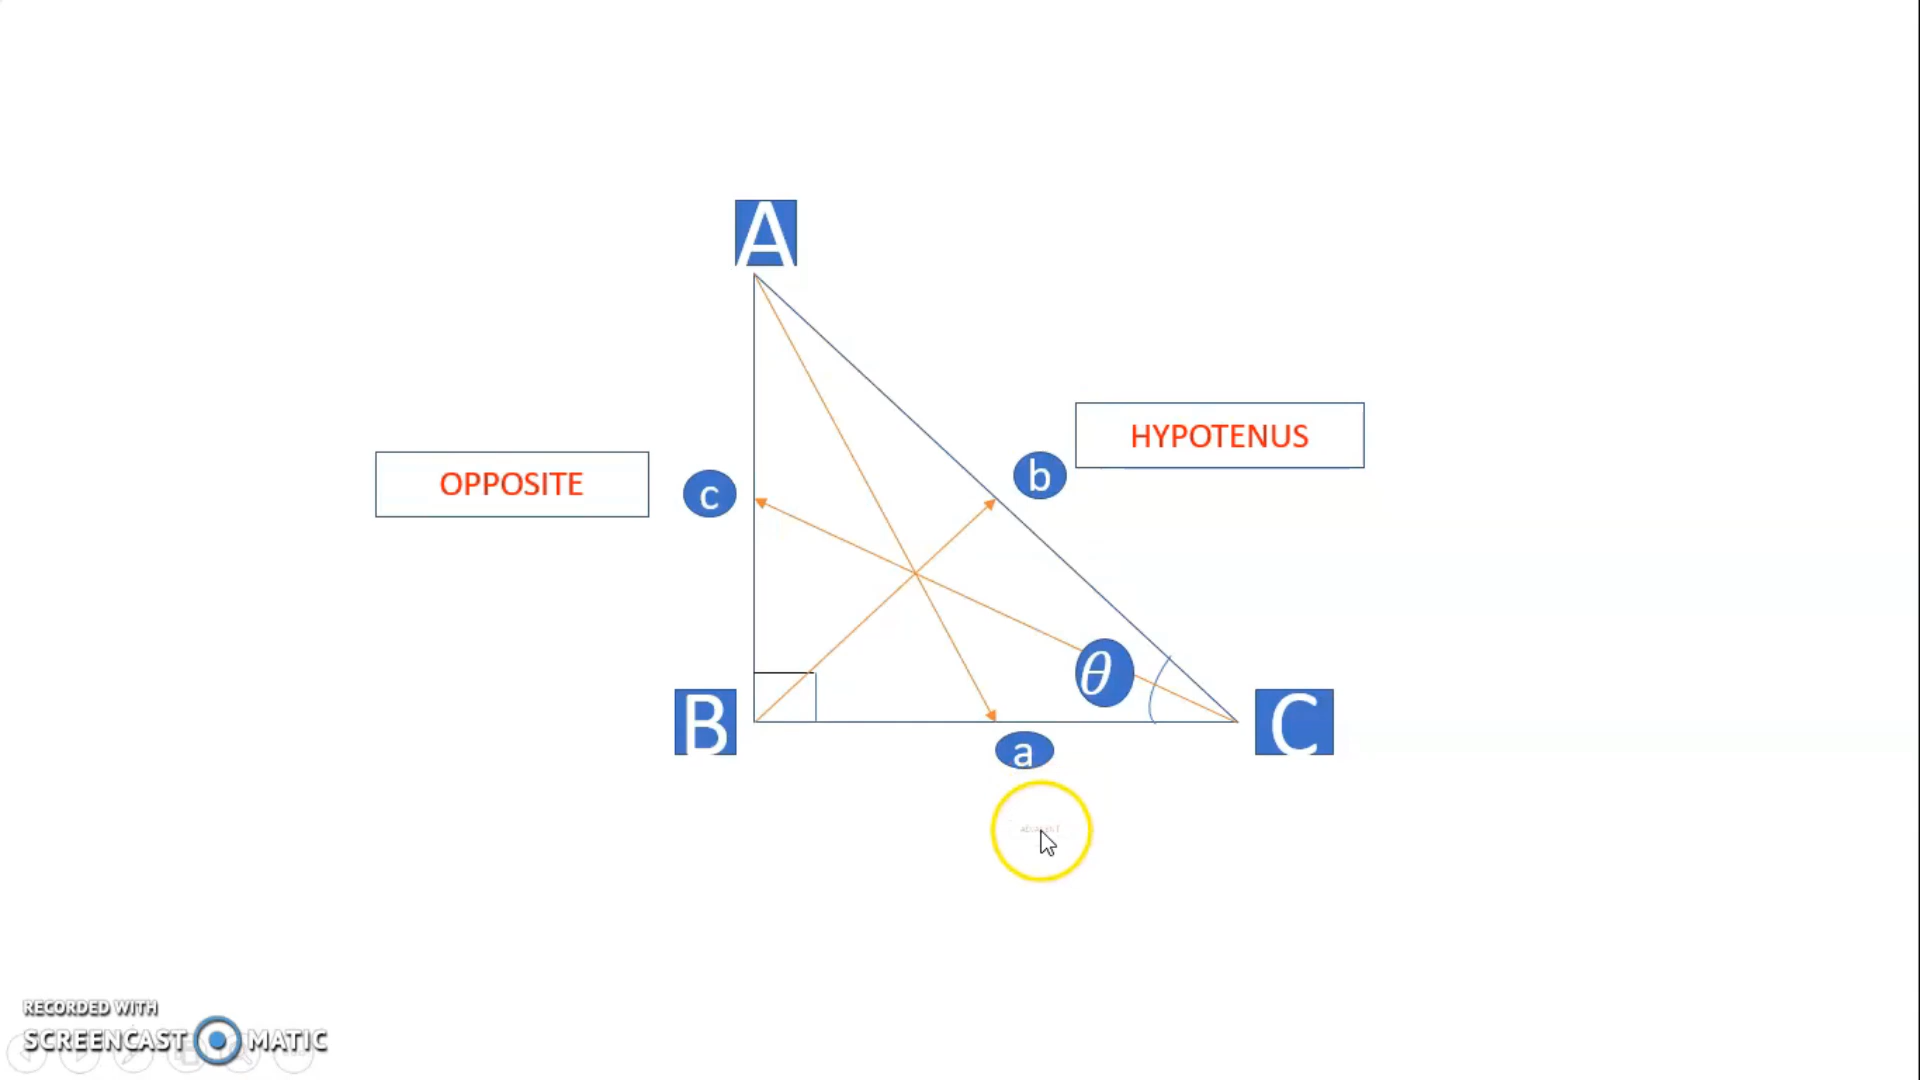 A
HYPOTENUS
b
OPPOSITE
c
θ
B
C
a
RECORDED WITH
SCREENCAST MATIC